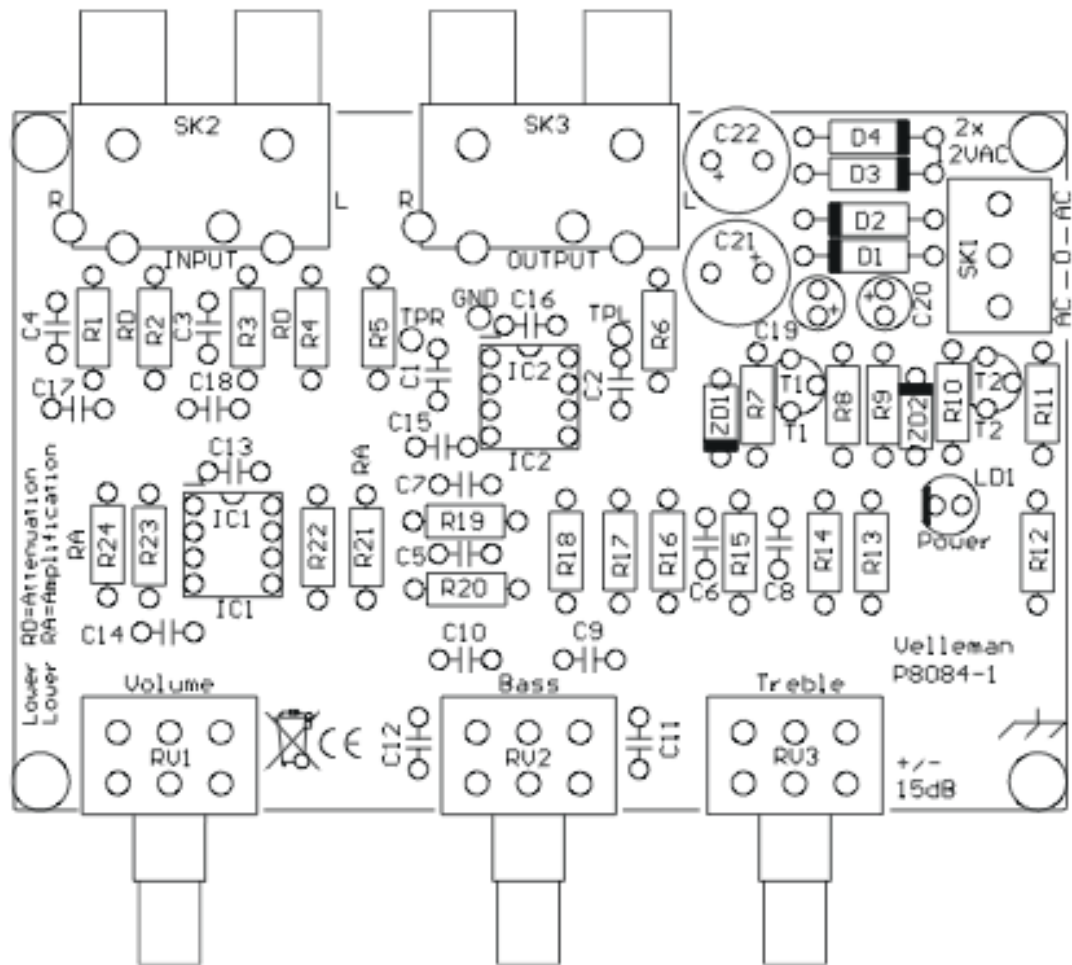 SK2
SK3
C22
D4
2x
12VAC
D3
R
L
R
L
D2
C21
D1
SK1
AC-0-AC
INPUT
OUTPUT
C4
R1
RD
R2
C3
R3
RD
R4
R5
TPR
GND
C16
TPL
R6
C19
C20
C17
C18
C1
IC2
C2
ZD1
R7
T1
T1
R8
R9
ZD2
R10
T2
T2
R11
C15
IC2
C13
RA
C7
LD1
RA
R24
R23
IC1
R22
R21
R19
C5
R20
R18
R17
R16
C6
R15
C8
R14
R13
Power
R12
IC1
C14
C10
C9
Lower RD=Attenuation
Lower RA=Amplification
Velleman
P8084-1
Volume
Bass
Treble
RV1
CE
C12
RV2
C11
RV3
+/-
15dB